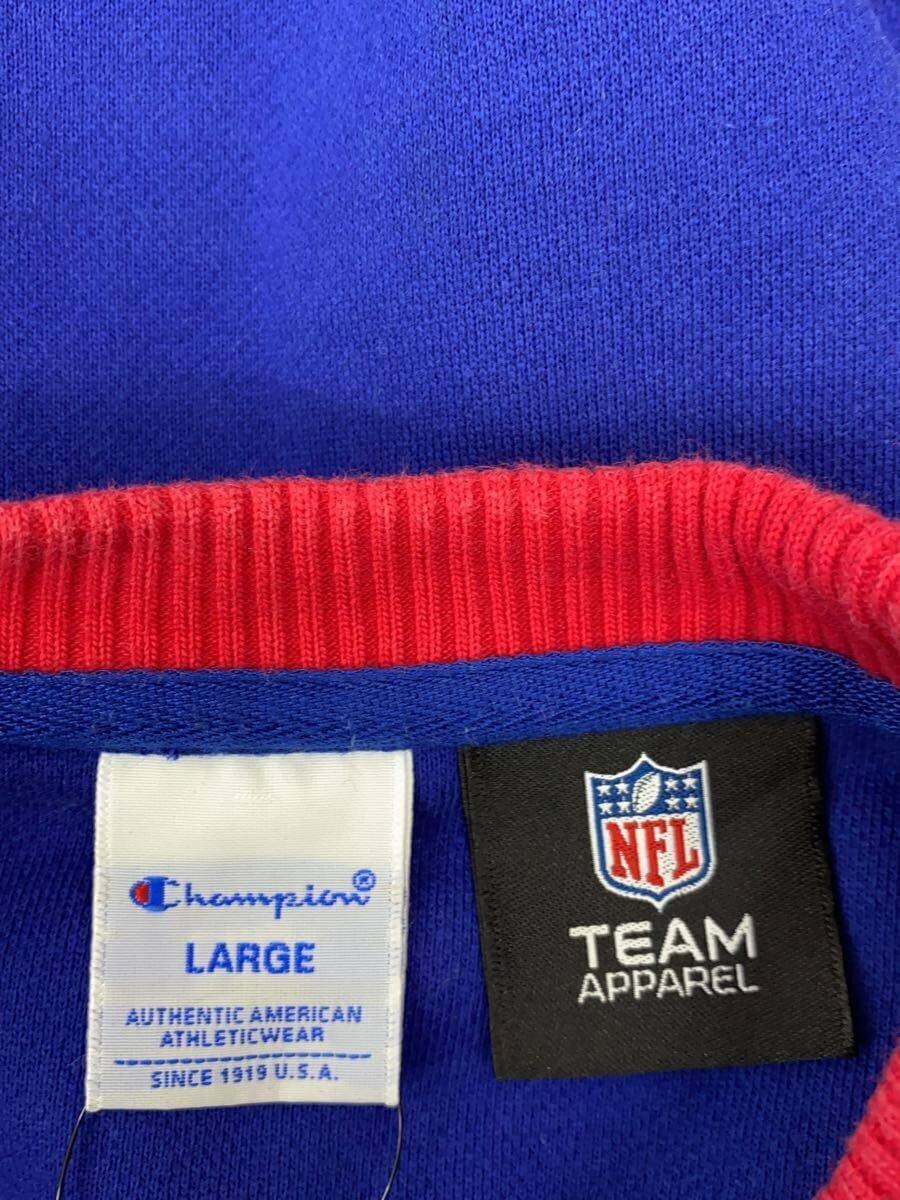 Champion®
LARGE
AUTHENTIC AMERICAN
ATHLETICWEAR
SINCE 1919 U.S.A.
NFL
TEAM
APPAREL